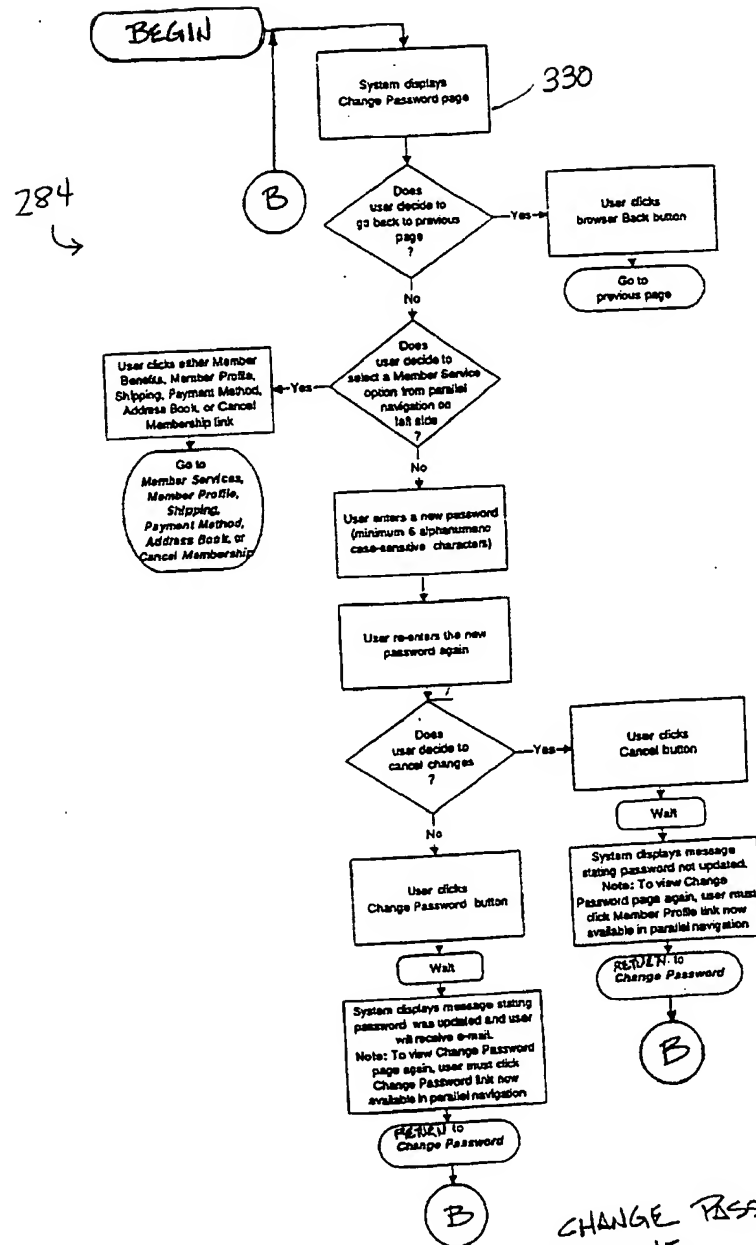 BEGIN
System displays
Change Password page
330
B
284
Does
user decide to
go back to previous
page
?
Yes
User clicks
browser Back button
Go to
previous page
No
Does
user decide to
select a Member Service
option from parallel
navigation on
left side
?
Yes
User clicks either Member
Benefits, Member Profile,
Shipping, Payment Method,
Address Book, or Cancel
Membership link
Go to
Member Services,
Member Profile,
Shipping,
Payment Method,
Address Book, or
Cancel Membership
No
User enters a new password
(minimum 6 alphanumeric
case-sensitive characters)
User re-enters the new
password again
Does
user decide to
cancel changes
?
Yes
User clicks
Cancel button
Wait
System displays message
stating password not updated.
Note: To view Change
Password page again, user must
click Member Profile link now
available in parallel navigation
RETURN to
Change Password
B
No
User clicks
Change Password button
Wait
System displays message stating
password was updated and user
will receive e-mail.
Note: To view Change Password
page again, user must click
Change Password link now
available in parallel navigation
RETURN to
Change Password
B
CHANGE PASS